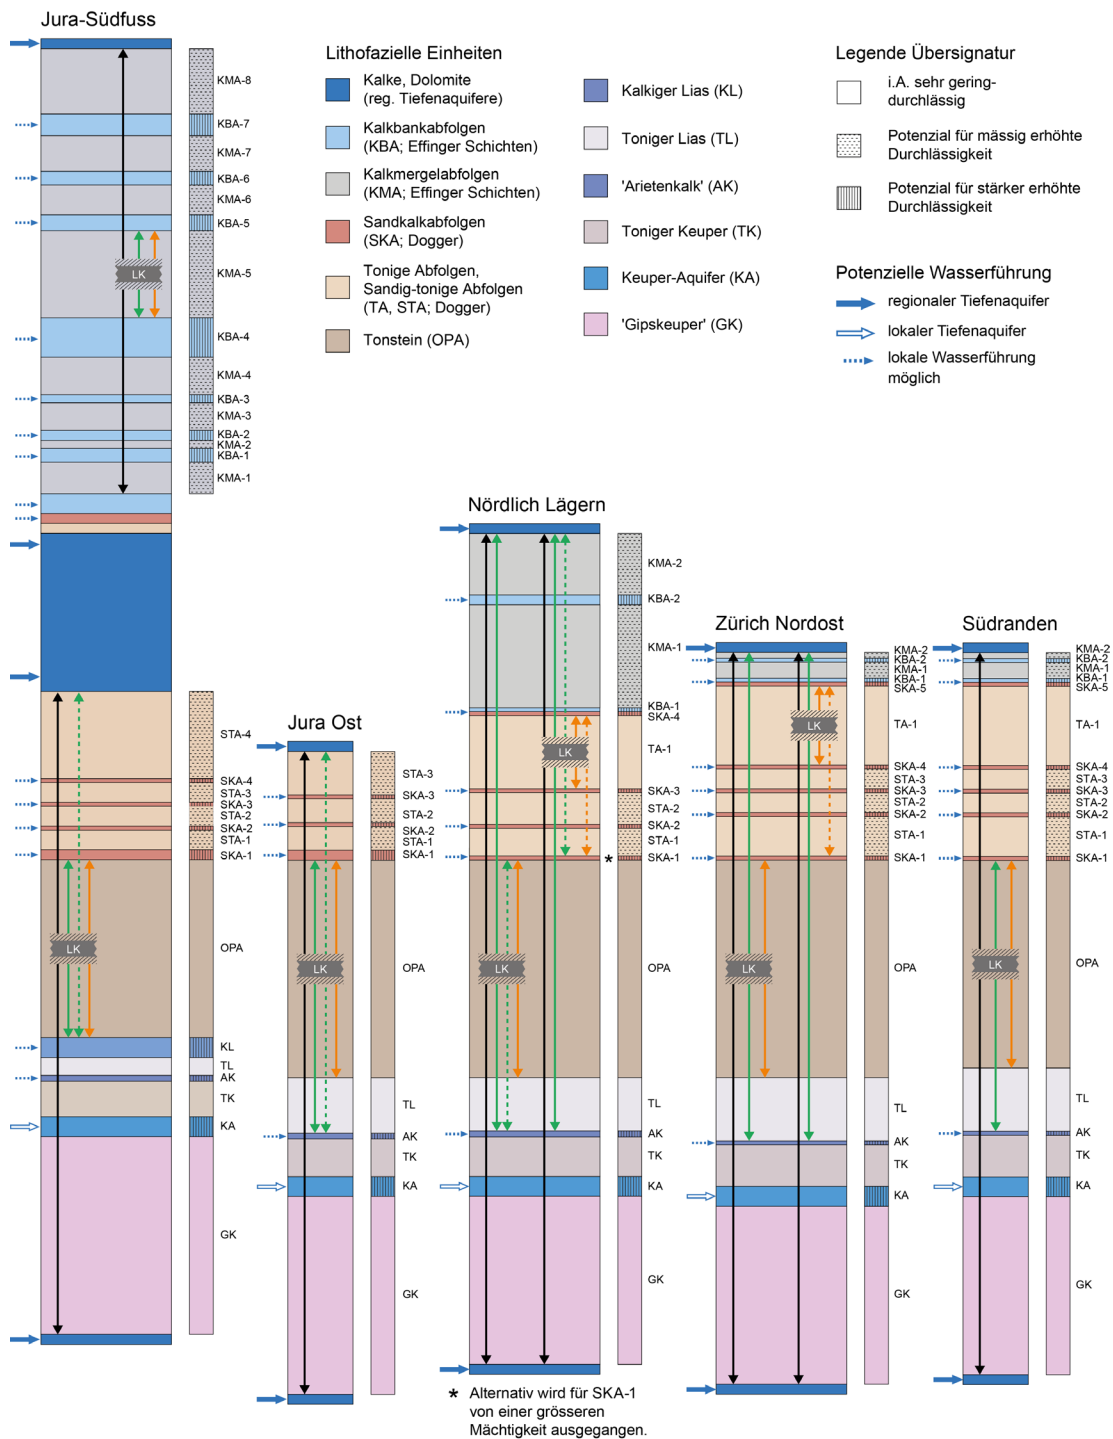 Jura-Südfuss
KMA-8
KBA-7
KMA-7
KBA-6
KMA-6
KBA-5
KMA-5
LK
KBA-4
KMA-4
KBA-3
KMA-3
KBA-2
KMA-2
KBA-1
KMA-1
STA-4
SKA-4
STA-3
SKA-3
STA-2
SKA-2
STA-1
SKA-1
LK
OPA
KL
TL
AK
TK
KA
GK
Lithofazielle Einheiten
Kalke, Dolomite
(reg. Tiefenaquifere)
Kalkbankabfolgen
(KBA; Effinger Schichten)
Kalkmergelabfolgen
(KMA; Effinger Schichten)
Sandkalkabfolgen
(SKA; Dogger)
Tonige Abfolgen,
Sandig-tonige Abfolgen
(TA, STA; Dogger)
Tonstein (OPA)
Kalkiger Lias (KL)
Toniger Lias (TL)
'Arietenkalk' (AK)
Toniger Keuper (TK)
Keuper-Aquifer (KA)
'Gipskeuper' (GK)
Legende Übersignatur
i.A. sehr gering-
durchlässig
Potenzial für mässig erhöhte
Durchlässigkeit
Potenzial für stärker erhöhte
Durchlässigkeit
Potenzielle Wasserführung
regionaler Tiefenaquifer
lokaler Tiefenaquifer
lokale Wasserführung
möglich
Jura Ost
STA-3
SKA-3
STA-2
SKA-2
STA-1
SKA-1
LK
OPA
TL
AK
TK
KA
GK
Nördlich Lägern
KMA-2
KBA-2
KMA-1
KBA-1
SKA-4
LK
TA-1
SKA-3
STA-2
SKA-2
STA-1
*
SKA-1
LK
OPA
TL
AK
TK
KA
GK
* Alternativ wird für SKA-1
von einer grösseren
Mächtigkeit ausgegangen.
Zürich Nordost
KMA-2
KBA-2
KMA-1
KBA-1
SKA-5
LK
TA-1
SKA-4
STA-3
SKA-3
STA-2
SKA-2
STA-1
SKA-1
LK
OPA
TL
AK
TK
KA
GK
Südranden
KMA-2
KBA-2
KMA-1
KBA-1
SKA-5
TA-1
SKA-4
STA-3
SKA-3
STA-2
SKA-2
STA-1
SKA-1
LK
OPA
TL
AK
TK
KA
GK